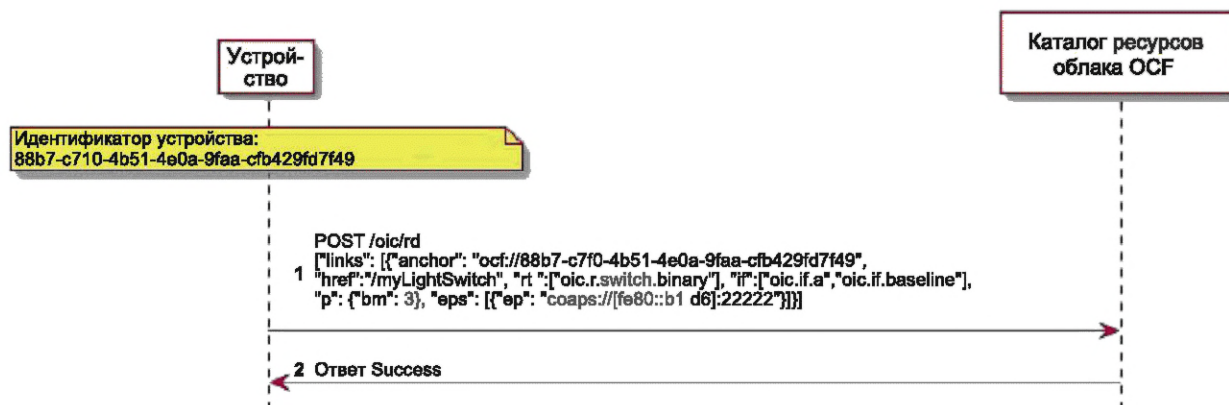 Устрой-
ство
Каталог ресурсов
облака OCF
Идентификатор устройства:
88b7-c710-4b51-4e0a-9faa-cfb429fd7f49
POST /oic/rd
["links": [{"anchor": "ocf://88b7-c7f0-4b51-4e0a-9faa-cfb429fd7f49",
1 "href":"/myLightSwitch", "rt ":["oic.r.switch.binary"], "if":["oic.if.a","oic.if.baseline"],
"p": {"bm": 3}, "eps": [{"ep": "coaps://[fe80::b1 d6]:22222"}]}]
2 Ответ Success